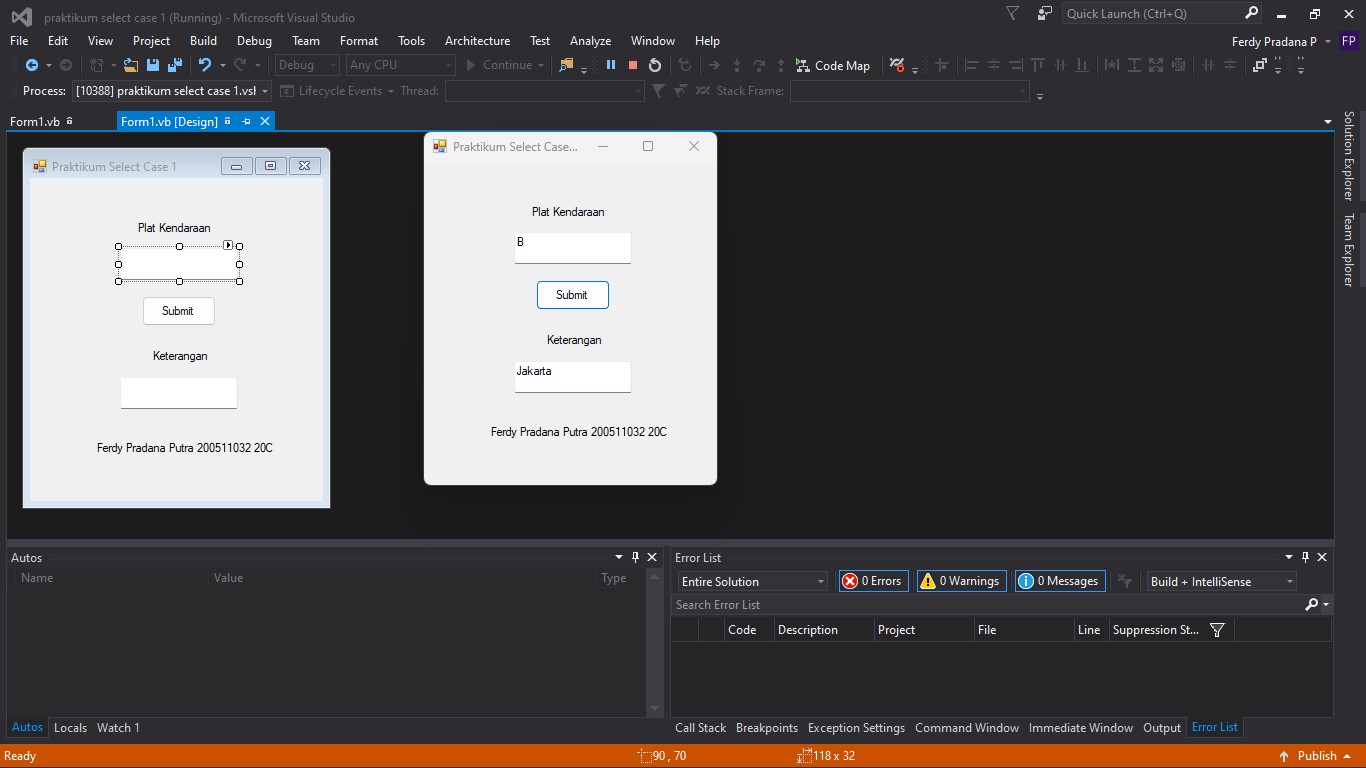 praktikum select case 1 (Running) - Microsoft Visual Studio
Quick Launch (Ctrl+Q)
File Edit View Project Build Debug Team Format Tools Architecture Test Analyze Window Help
Ferdy Pradana P FP
Debug Any CPU Continue Code Map
Process: [10388] praktikum select case 1.vsl Lifecycle Events Thread: Stack Frame:
Form1.vb Form1.vb [Design]
Praktikum Select Case 1
Plat Kendaraan
Submit
Keterangan
Ferdy Pradana Putra 200511032 20C
Praktikum Select Case...
Plat Kendaraan
B
Submit
Keterangan
Jakarta
Ferdy Pradana Putra 200511032 20C
Solution Explorer
Team Explorer
Autos
Name Value Type
Autos Locals Watch 1
Error List
Entire Solution 0 Errors 0 Warnings 0 Messages Build + IntelliSense
Search Error List
Code Description Project File Line Suppression St...
Call Stack Breakpoints Exception Settings Command Window Immediate Window Output Error List
Ready 90 , 70 118 x 32 Publish